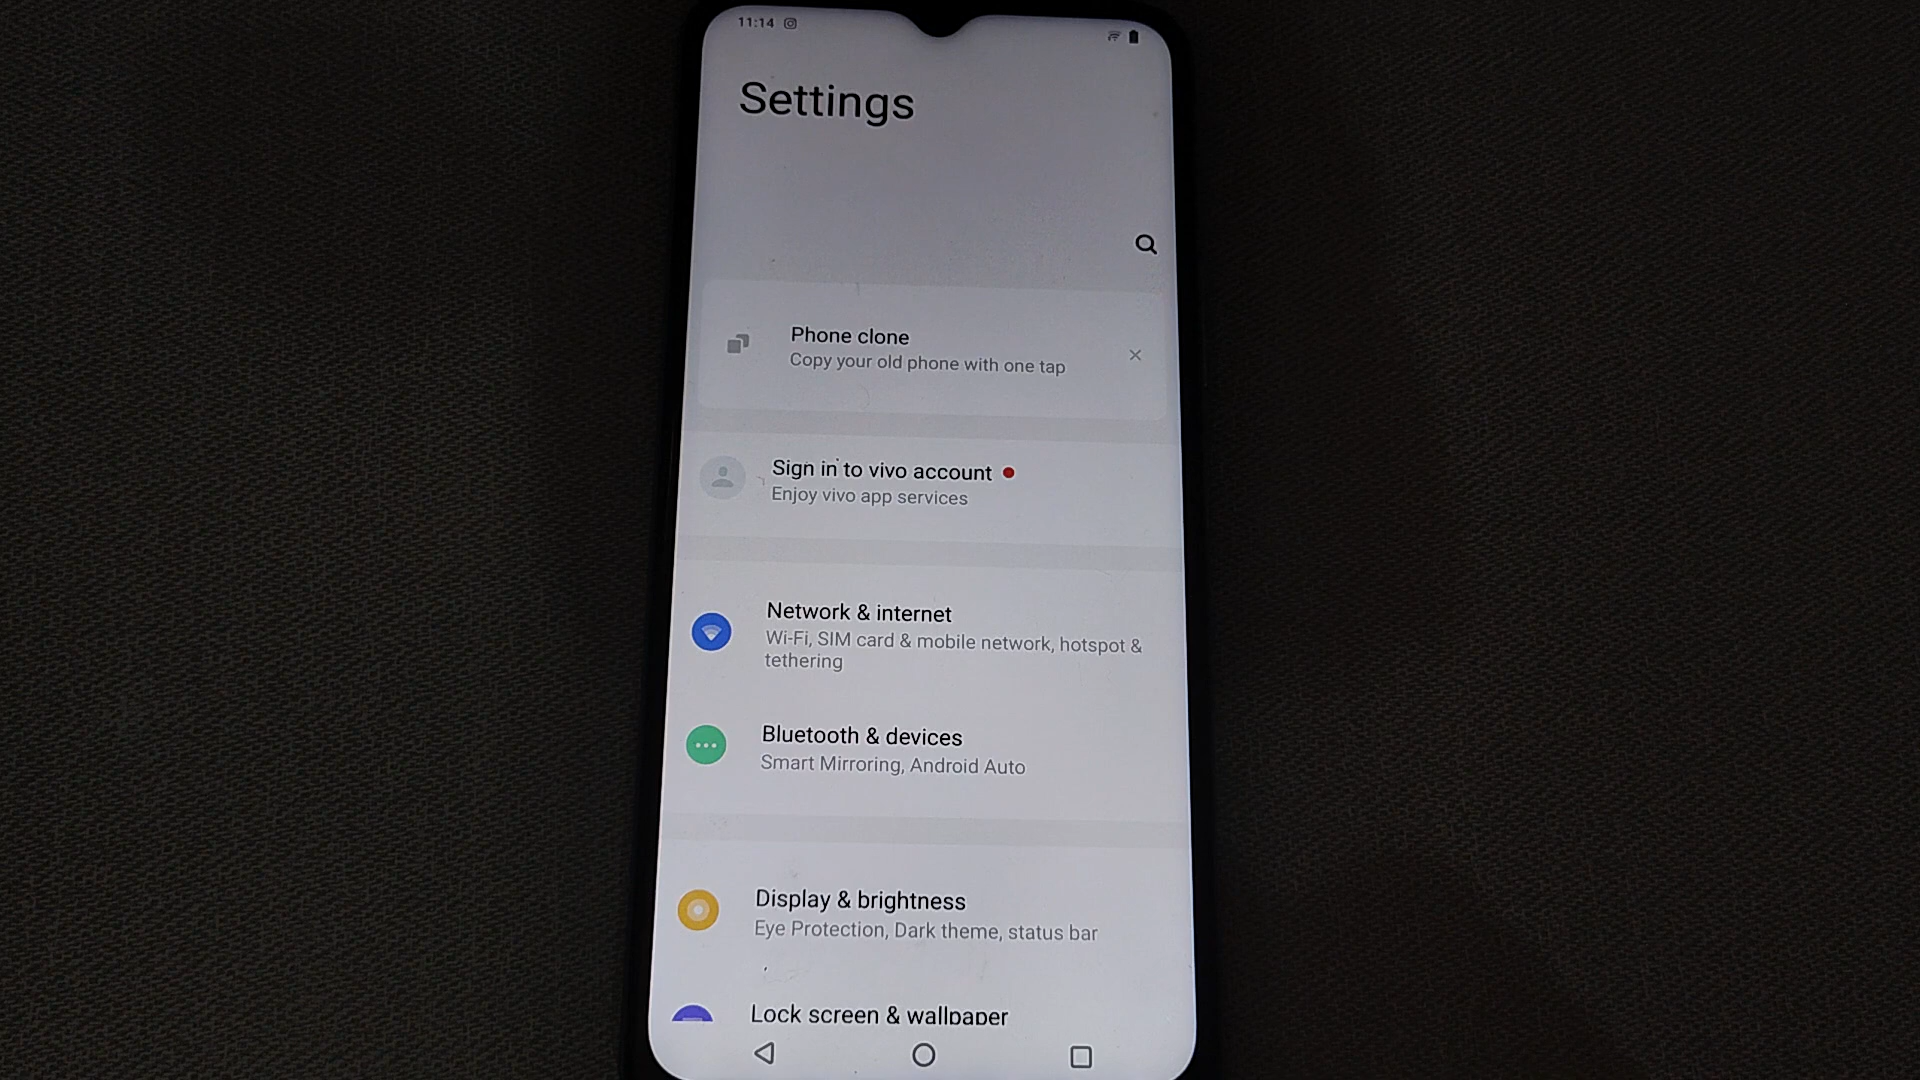 11:14
Settings
Phone clone
Copy your old phone with one tap
Sign in to vivo account
Enjoy vivo app services
Network & internet
Wi-Fi, SIM card & mobile network, hotspot &
tethering
Bluetooth & devices
Smart Mirroring, Android Auto
Display & brightness
Eye Protection, Dark theme, status bar
Lock screen & wallpaper